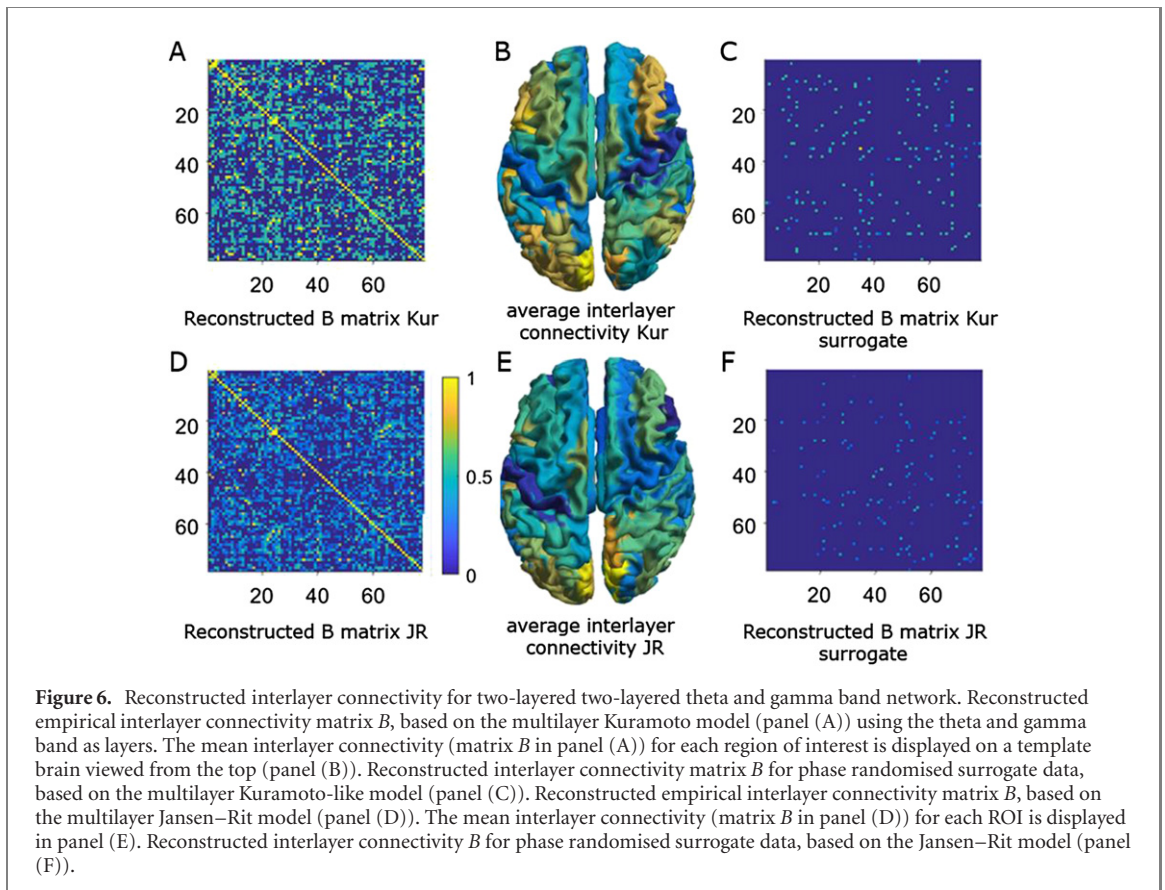 A
B
C
20
40
60
20 40 60
Reconstructed B matrix Kur
average interlayer
connectivity Kur
20
40
60
20 40 60
Reconstructed B matrix Kur
surrogate
D
E
F
20
40
60
20 40 60
Reconstructed B matrix JR
1
0.5
0
average interlayer
connectivity JR
20
40
60
20 40 60
Reconstructed B matrix JR
surrogate
Figure 6. Reconstructed interlayer connectivity for two-layered two-layered theta and gamma band network. Reconstructed
empirical interlayer connectivity matrix B, based on the multilayer Kuramoto model (panel (A)) using the theta and gamma
band as layers. The mean interlayer connectivity (matrix B in panel (A)) for each region of interest is displayed on a template
brain viewed from the top (panel (B)). Reconstructed interlayer connectivity matrix B for phase randomised surrogate data,
based on the multilayer Kuramoto-like model (panel (C)). Reconstructed empirical interlayer connectivity matrix B, based on
the multilayer Jansen–Rit model (panel (D)). The mean interlayer connectivity (matrix B in panel (D)) for each ROI is displayed
in panel (E). Reconstructed interlayer connectivity B for phase randomised surrogate data, based on the Jansen–Rit model (panel
(F)).